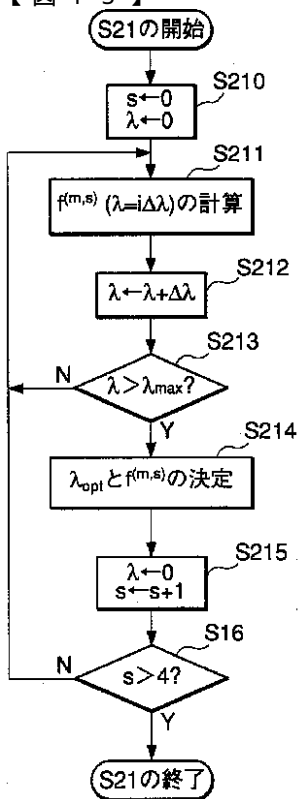 【図13】
S21の開始
S210
s←0
λ←0
S211
f(m,s) (λ=iΔλ)の計算
S212
λ←λ+Δλ
S213
λ>λmax?
N
Y
S214
λoptとf(m,s)の決定
S215
λ←0
s←s+1
S16
s>4?
N
Y
S21の終了